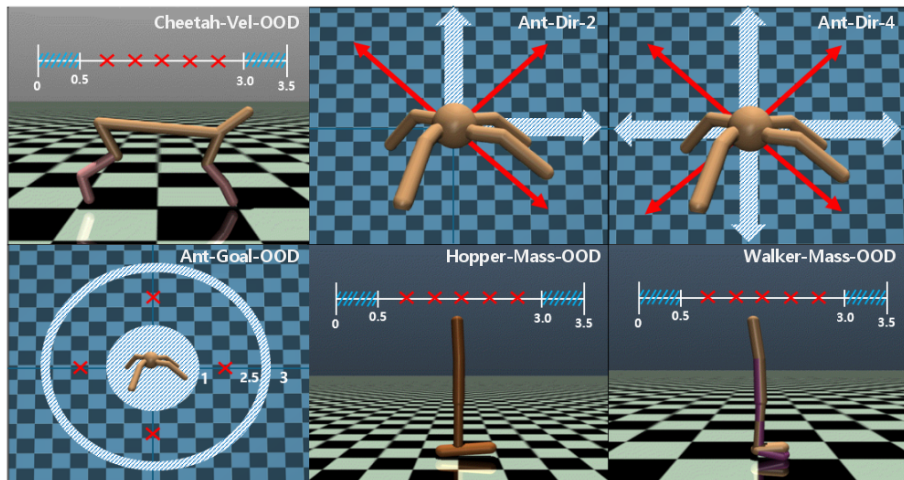 Cheetah-Vel-OOD
0 0.5 3.0 3.5
Ant-Dir-2
Ant-Dir-4
Ant-Goal-OOD
1 2.5 3
Hopper-Mass-OOD
0 0.5 3.0 3.5
Walker-Mass-OOD
0 0.5 3.0 3.5